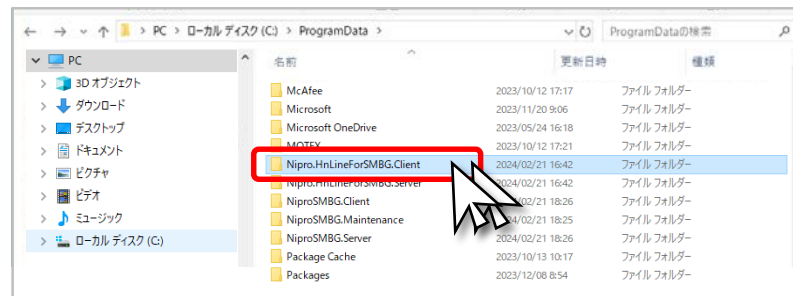 PC > ローカル ディスク (C:) > ProgramData >
ProgramDataの検索
PC
3D オブジェクト
ダウンロード
デスクトップ
ドキュメント
ピクチャ
ビデオ
ミュージック
ローカル ディスク (C:)
名前 更新日時 種類
McAfee 2023/10/12 17:17 ファイル フォルダー
Microsoft 2023/11/20 9:06 ファイル フォルダー
Microsoft OneDrive 2023/05/24 16:18 ファイル フォルダー
MOTEX 2023/10/12 17:21 ファイル フォルダー
Nipro.HnLineForSMBG.Client 2024/02/21 16:42 ファイル フォルダー
Nipro.HnLineForSMBG.Server 2024/02/21 16:42 ファイル フォルダー
NiproSMBG.Client 2024/02/21 18:26 ファイル フォルダー
NiproSMBG.Maintenance 2024/02/21 18:25 ファイル フォルダー
NiproSMBG.Server 2024/02/21 18:26 ファイル フォルダー
Package Cache 2023/10/13 10:17 ファイル フォルダー
Packages 2023/12/08 8:54 ファイル フォルダー